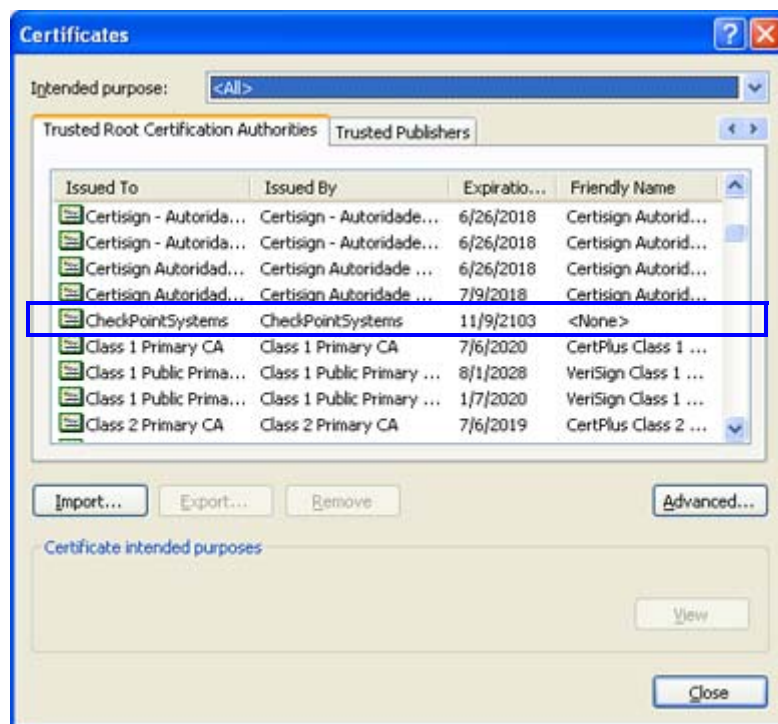 Certificates
Intended purpose: <All>
Trusted Root Certification Authorities Trusted Publishers
Issued To Issued By Expiratio... Friendly Name
Certisign - Autorida... Certisign - Autoridade... 6/26/2018 Certisign Autorid...
Certisign - Autorida... Certisign - Autoridade... 6/26/2018 Certisign Autorid...
Certisign Autoridad... Certisign Autoridade ... 6/26/2018 Certisign Autorid...
Certisign Autoridad... Certisign Autoridade ... 7/9/2018 Certisign Autorid...
CheckPointSystems CheckPointSystems 11/9/2103 <None>
Class 1 Primary CA Class 1 Primary CA 7/6/2020 CertPlus Class 1 ...
Class 1 Public Prima... Class 1 Public Primary ... 8/1/2028 VeriSign Class 1 ...
Class 1 Public Prima... Class 1 Public Primary ... 1/7/2020 VeriSign Class 1 ...
Class 2 Primary CA Class 2 Primary CA 7/6/2019 CertPlus Class 2 ...
Import... Export... Remove Advanced...
Certificate intended purposes
View
Close